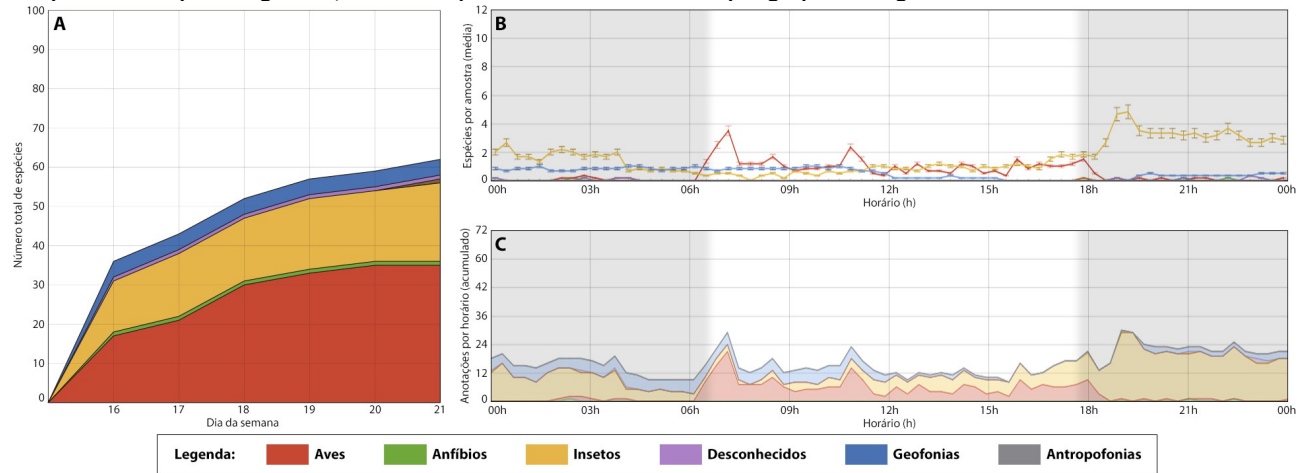 A
Número total de espécies
100
90
80
70
60
50
40
30
20
10
0
16 17 18 19 20 21
Dia da semana
B
Espécies por amostra (média)
12
10
8
6
4
2
0
00h 03h 06h 09h 12h 15h 18h 21h 00h
Horário (h)
C
Anotações por horário (acumulado)
72
60
48
36
24
12
0
00h 03h 06h 09h 12h 15h 18h 21h 00h
Horário (h)
Legenda: Aves Anfíbios Insetos Desconhecidos Geofonias Antropofonias